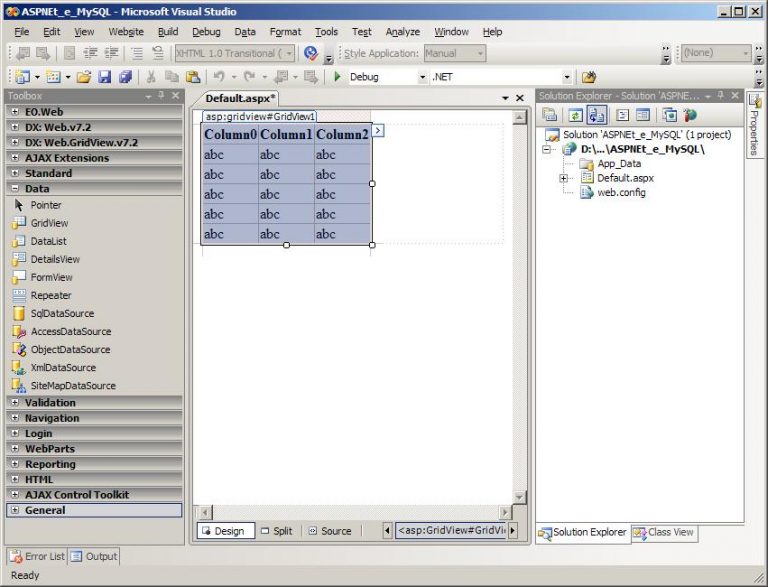 ASPNEt_e_MySQL - Microsoft Visual Studio
File Edit View Website Build Debug Data Format Tools Test Analyze Window Help
XHTML 1.0 Transitional ( Style Application: Manual (None)
Debug .NET
Toolbox
EO.Web
DX: Web.v7.2
DX: Web.GridView.v7.2
AJAX Extensions
Standard
Data
Pointer
GridView
DataList
DetailsView
FormView
Repeater
SqlDataSource
AccessDataSource
ObjectDataSource
XmlDataSource
SiteMapDataSource
Validation
Navigation
Login
WebParts
Reporting
HTML
AJAX Control Toolkit
General
Default.aspx*
asp:gridview#GridView1
Column0 Column1 Column2
abc abc abc
abc abc abc
abc abc abc
abc abc abc
abc abc abc
Design Split Source <asp:GridView#GridVi
Solution Explorer - Solution 'ASPNE...
Solution 'ASPNEt_e_MySQL' (1 project)
D:\...\ASPNEt_e_MySQL\
App_Data
Default.aspx
web.config
Solution Explorer Class View
Properties
Error List Output
Ready